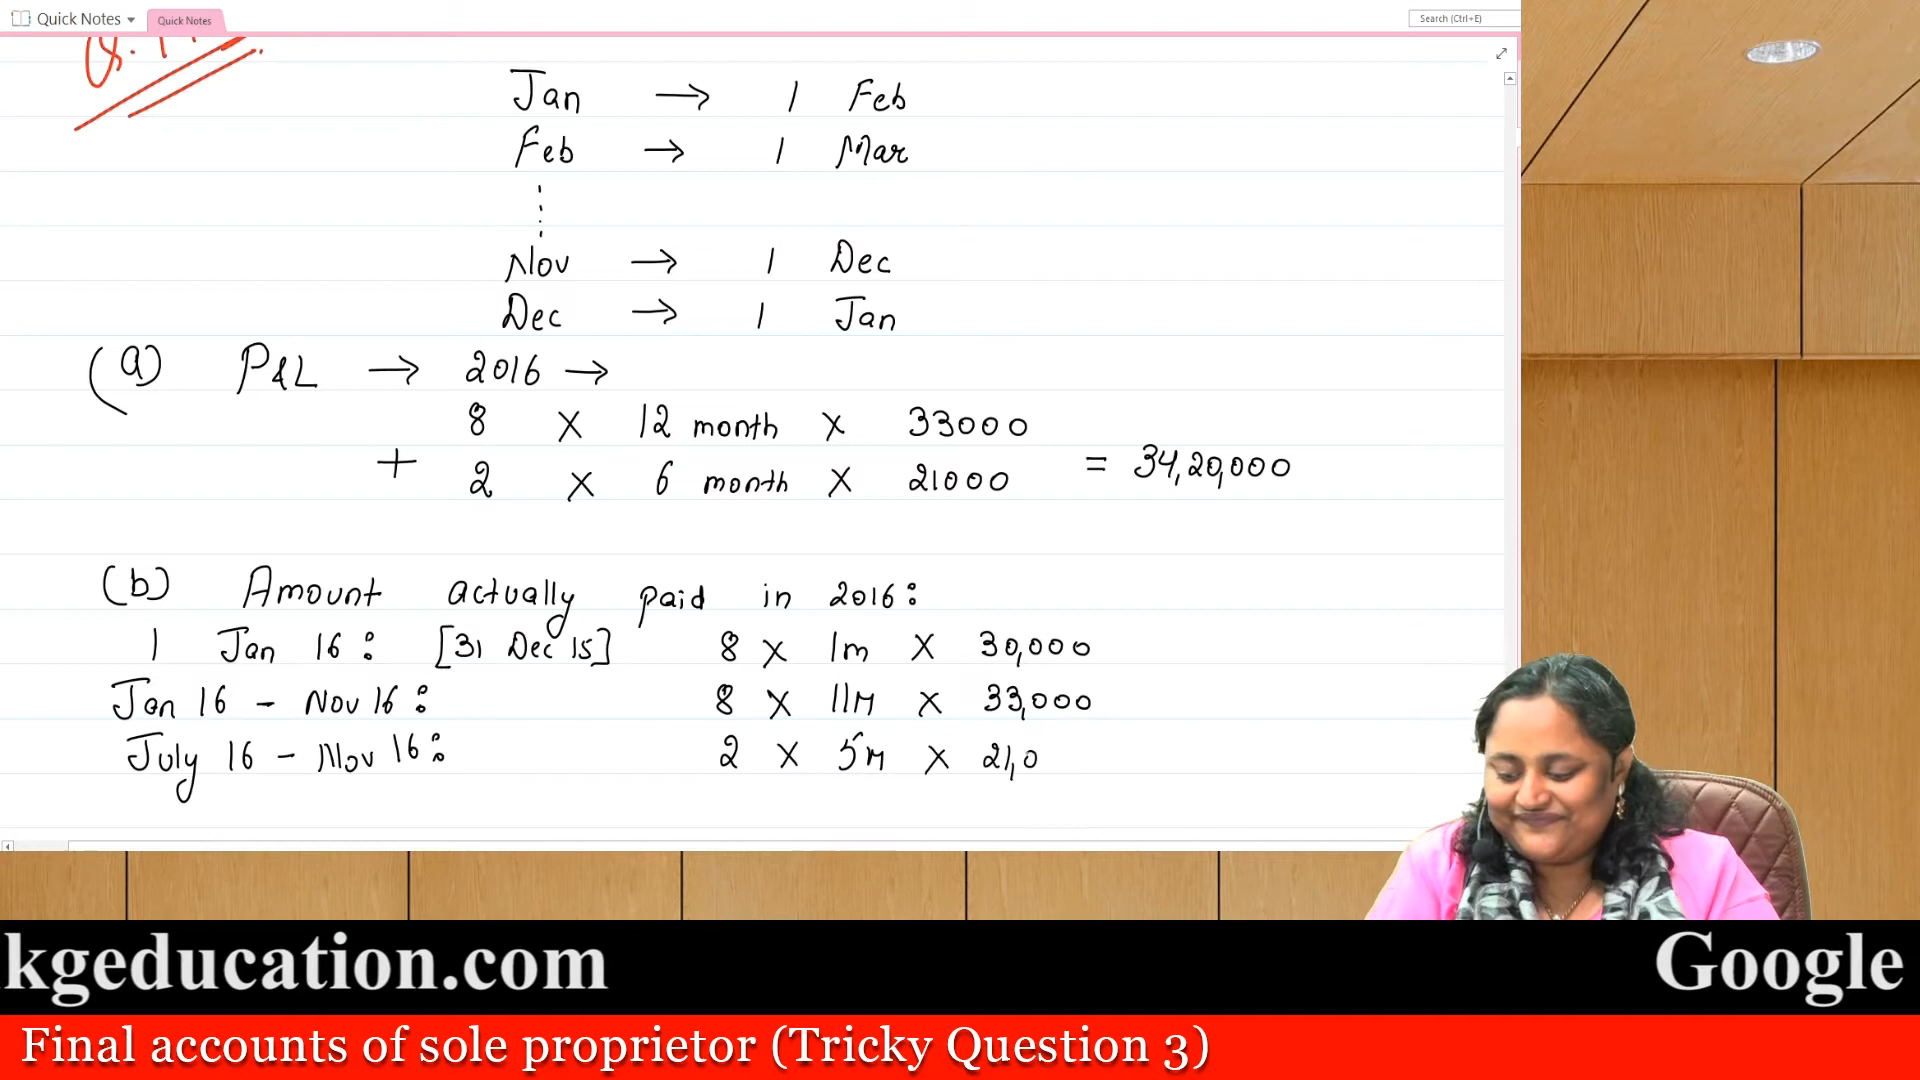 Quick Notes
Quick Notes
Search (Ctrl+E)
Jan → 1 Feb
Feb → 1 Mar
Nov → 1 Dec
Dec → 1 Jan
(a) P&L → 2016 →
8 X 12 month X 33000
+ 2 X 6 month X 21000 = 34,20,000
(b) Amount actually paid in 2016:
1 Jan 16: [31 Dec 15] 8 X 1m X 30,000
Jan 16 - Nov 16: 8 X 11M X 33,000
July 16 - Nov 16: 2 X 5M X 21,0
kgeducation.com
Google
Final accounts of sole proprietor (Tricky Question 3)